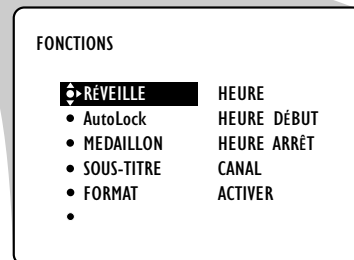 FONCTIONS
RÉVEILLE HEURE
AutoLock HEURE DÉBUT
MEDAILLON HEURE ARRÊT
SOUS-TITRE CANAL
FORMAT ACTIVER